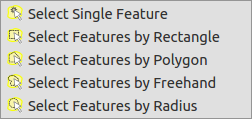 Select Single Feature
Select Features by Rectangle
Select Features by Polygon
Select Features by Freehand
Select Features by Radius